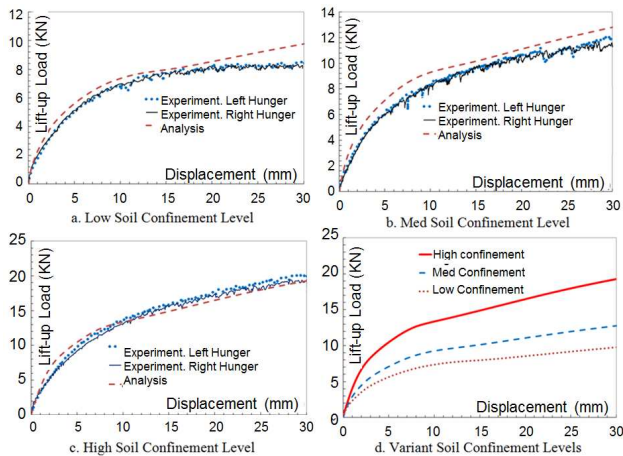 12
10
8
6
4
2
0
Lift-up Load (KN)
Experiment. Left Hunger
Experiment. Right Hunger
Analysis
Displacement (mm)
0 5 10 15 20 25 30
a. Low Soil Confinement Level
14
12
10
8
6
4
2
0
Lift-up Load (KN)
Experiment. Left Hunger
Experiment. Right Hunger
Analysis
Displacement (mm)
0 5 10 15 20 25 30
b. Med Soil Confinement Level
25
20
15
10
5
0
Lift-up Load (KN)
Experiment. Left Hunger
Experiment. Right Hunger
Analysis
Displacement (mm)
0 5 10 15 20 25 30
c. High Soil Confinement Level
25
20
15
10
5
0
Lift-up Load (KN)
High confinement
Med Confinement
Low Confinement
Displacement (mm)
0 5 10 15 20 25 30
d. Variant Soil Confinement Levels